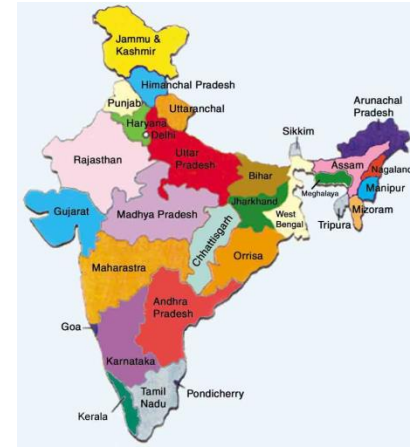 Jammu &
Kashmir
Himanchal Pradesh
Punjab
Uttaranchal
Arunachal
Pradesh
Haryana
Delhi
Sikkim
Rajasthan
Uttar
Pradesh
Assam
Nagaland
Bihar
Meghalaya
Manipur
Jharkhand
Gujarat
Madhya Pradesh
West
Bengal
Mizoram
Tripura
Chhattisgarh
Orrisa
Maharastra
Andhra
Pradesh
Goa
Karnataka
Pondicherry
Tamil
Nadu
Kerala